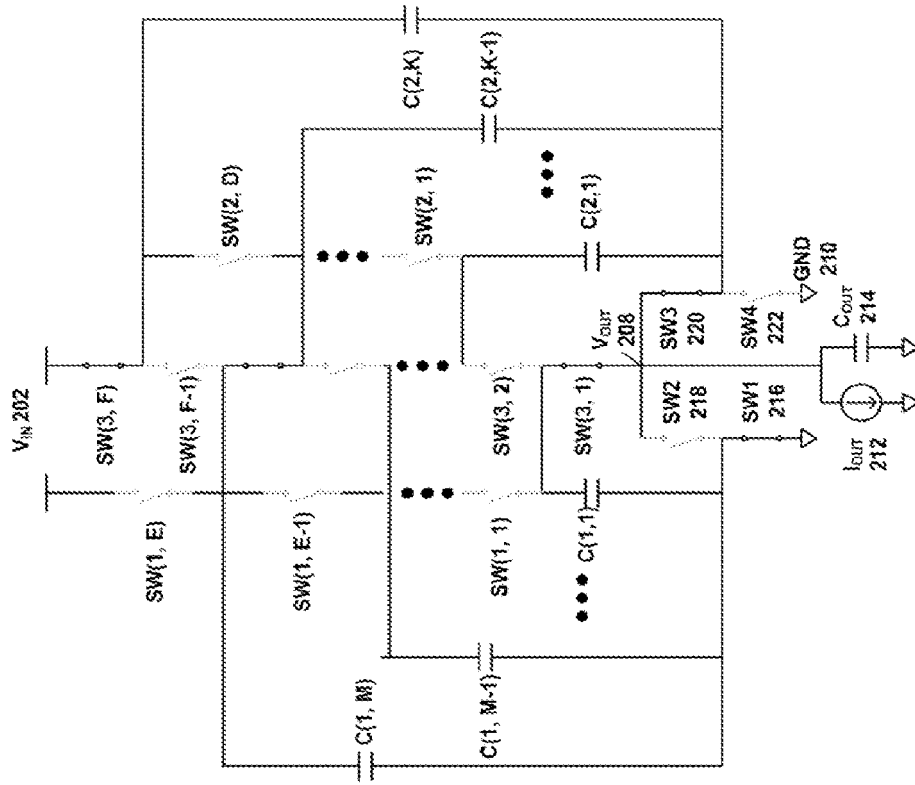 V_IN 202
SW(3, F)
SW(3, F-1)
SW(1, E)
SW(1, E-1)
SW(2, D)
SW(2, 1)
C(2,K)
C(2,K-1)
C(1, M)
C(1, M-1)
SW(1, 1)
SW(3, 2)
C(2,1)
C(1,1)
SW(3, 1)
V_OUT
208
SW2
218
SW1
216
SW3
220
SW4
222
GND
210
I_OUT
212
C_OUT
214